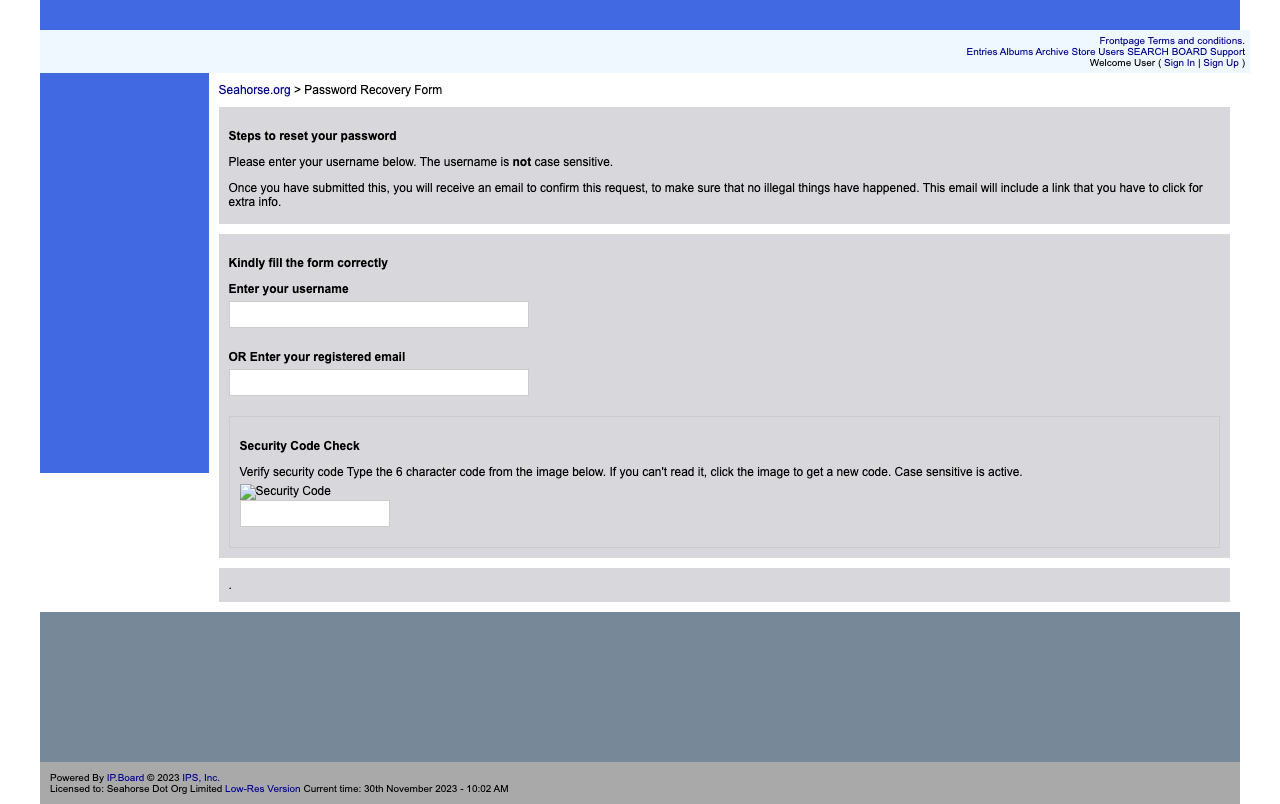 Frontpage Terms and conditions.
Entries Albums Archive Store Users SEARCH BOARD Support
Welcome User ( Sign In | Sign Up )
Seahorse.org > Password Recovery Form
Steps to reset your password
Please enter your username below. The username is not case sensitive.
Once you have submitted this, you will receive an email to confirm this request, to make sure that no illegal things have happened. This email will include a link that you have to click for
extra info.
Kindly fill the form correctly
Enter your username
OR Enter your registered email
Security Code Check
Verify security code Type the 6 character code from the image below. If you can't read it, click the image to get a new code. Case sensitive is active.
Security Code
.
Powered By IP.Board © 2023 IPS, Inc.
Licensed to: Seahorse Dot Org Limited Low-Res Version Current time: 30th November 2023 - 10:02 AM